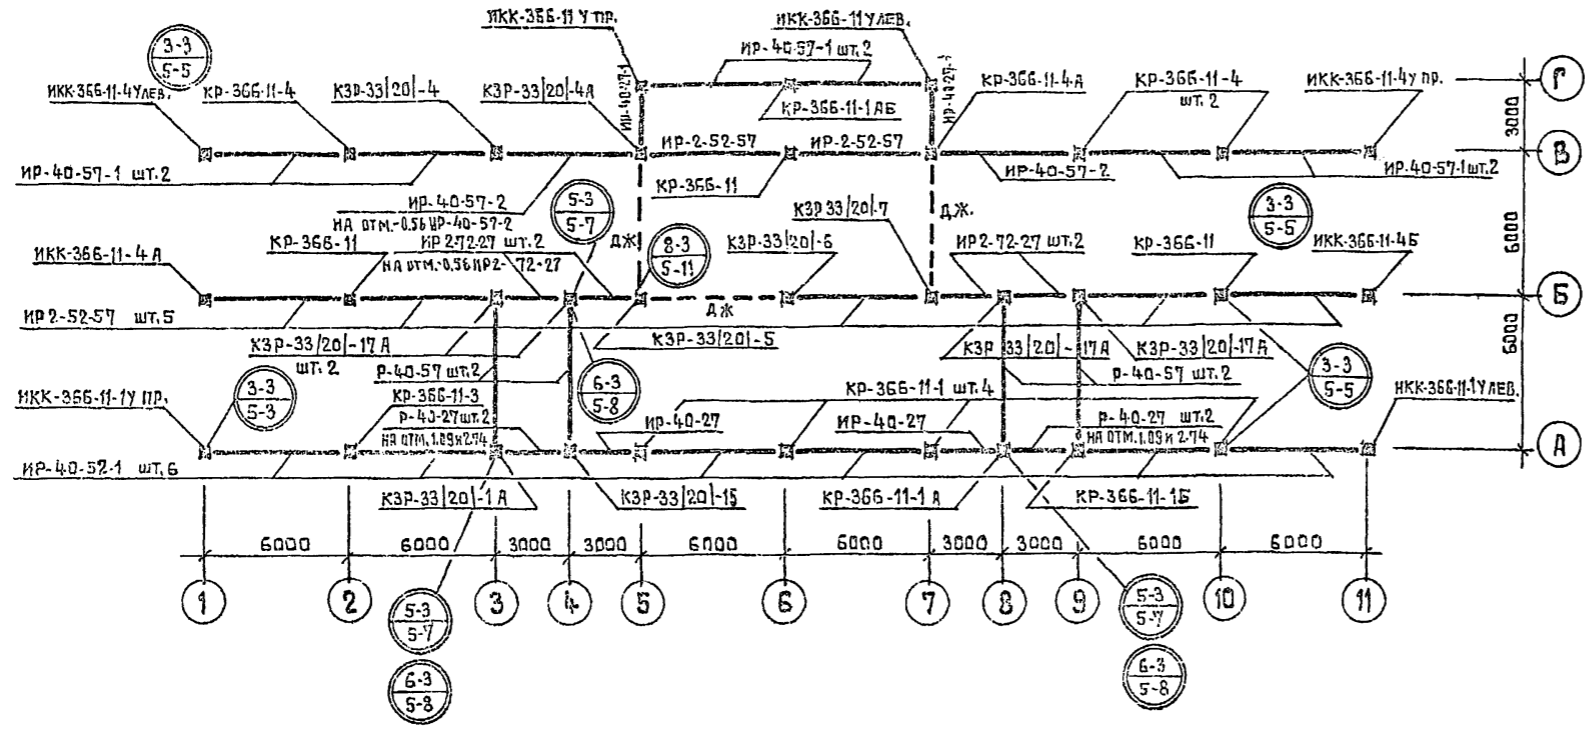 ИКК-366-11 У ПР.
ИКК-366-11 УЛЕВ.
3-3
5-5
ИР-40-57-1 шт.2
Г
ИКК-366-11-4 УЛЕВ.
КР-366-11-4
КЗР-33/20/-4
КЗР-33/20/-4А
ИР-40-27-1
КР-366-11-1 АБ
КР-366-11-4А
КР-366-11-4
шт.2
ИКК-366-11-4 У ПР.
3000
ИР-2-52-57
ИР-2-52-57
В
ИР-40-57-1 шт.2
КР-366-11
ИР-40-57-2
ИР-40-57-1 шт.2
ИР-40-57-2
НА ОТМ.-0.56 ИР-40-57-2
5-3
5-7
КЗР 33/20/-7
Д.Ж.
3-3
5-5
6000
ИКК-366-11-4 А
КР-366-11
ИР 2-72-27 шт.2
НА ОТМ.-0.56 ИР2-72-27
ДЖ
8-3
5-11
КЗР-33/20/-6
ИР 2-72-27 шт.2
КР-366-11
ИКК-366-11-4Б
Б
ДЖ
ИР 2-52-57 шт.5
КЗР-33/20/-17 А
шт.2
КЗР-33/20/-5
КЗР 33/20/-17А
КЗР-33/20/-17А
6000
Р-40-57 шт.2
Р-40-57 шт.2
3-3
5-3
6-3
5-8
3-3
5-5
ИКК-366-11-1У ПР.
КР-366-11-3
КР-366-11-1 шт.4
ИКК-366-11-1 УЛЕВ.
Р-40-27 шт.2
НА ОТМ. 1.09 и 2.74
ИР-40-27
ИР-40-27
Р-40-27 шт.2
НА ОТМ. 1.09 и 2.74
А
ИР-40-52-1 шт.6
КЗР-33/20/-1 А
КЗР-33/20/-15
КР-366-11-1 А
КР-366-11-1Б
6000 6000 3000 3000 6000 6000 3000 3000 6000 6000
1 2 3 4 5 6 7 8 9 10 11
5-3
5-7
5-3
5-7
6-3
5-8
6-3
5-8